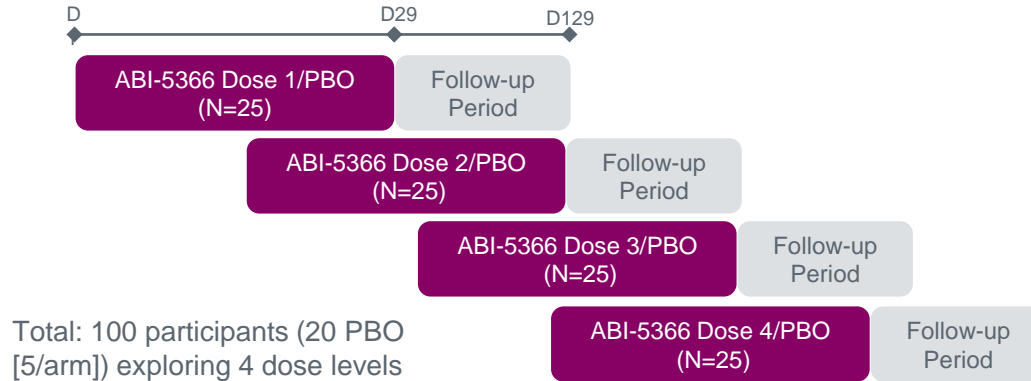 D
D29
D129
ABI-5366 Dose 1/PBO
(N=25)
Follow-up
Period
ABI-5366 Dose 2/PBO
(N=25)
Follow-up
Period
ABI-5366 Dose 3/PBO
(N=25)
Follow-up
Period
ABI-5366 Dose 4/PBO
(N=25)
Follow-up
Period
Total: 100 participants (20 PBO
[5/arm]) exploring 4 dose levels